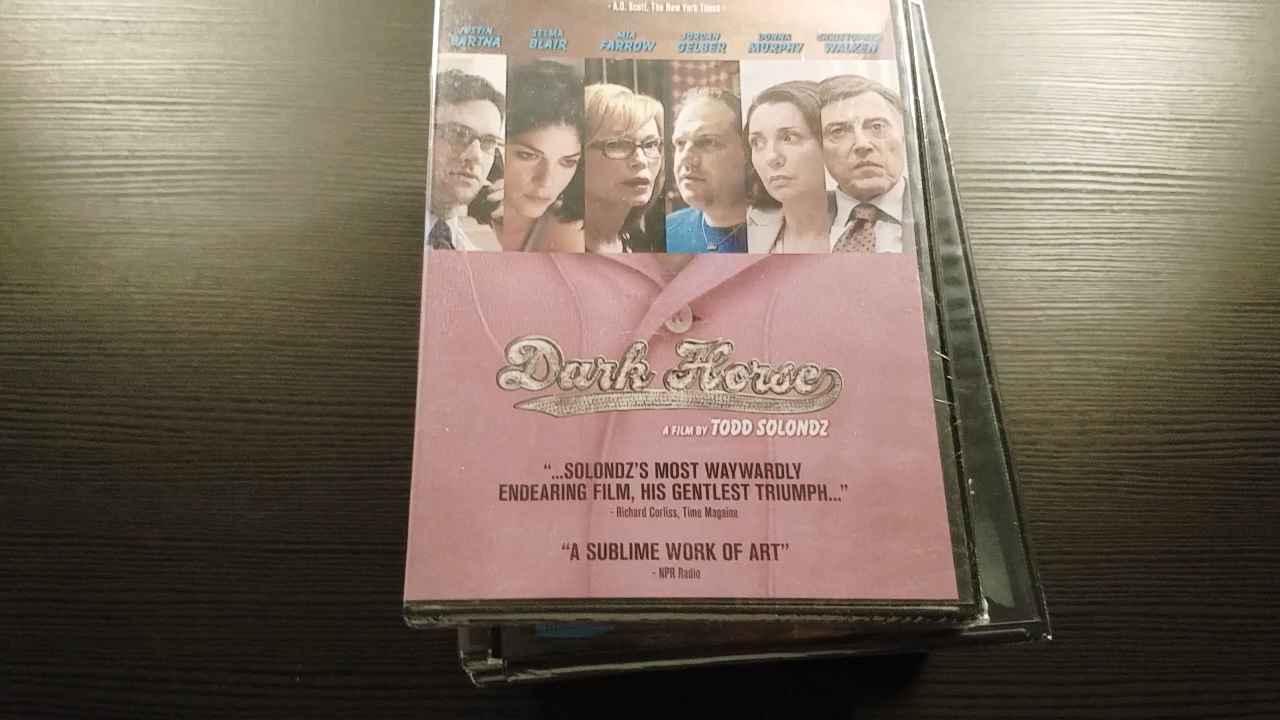 - A.O. Scott, The New York Times -
JUSTIN BARTHA
SELMA BLAIR
MIA FARROW
JORDAN GELBER
DONNA MURPHY
CHRISTOPHER WALKEN
Dark Horse
A FILM BY TODD SOLONDZ
“...SOLONDZ’S MOST WAYWARDLY
ENDEARING FILM, HIS GENTLEST TRIUMPH...”
- Richard Corliss, Time Magaine
“A SUBLIME WORK OF ART”
- NPR Radio